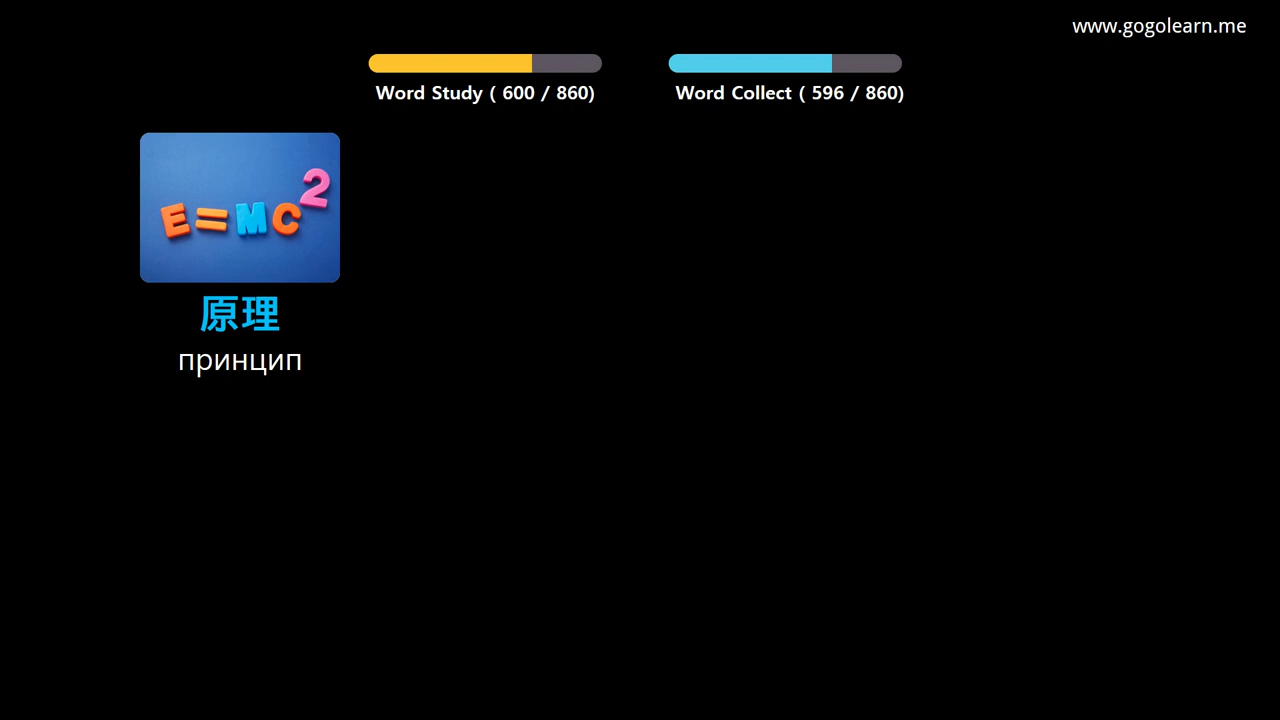 www.gogolearn.me
Word Study ( 600 / 860)
Word Collect ( 596 / 860)
E=MC²
原理
принцип